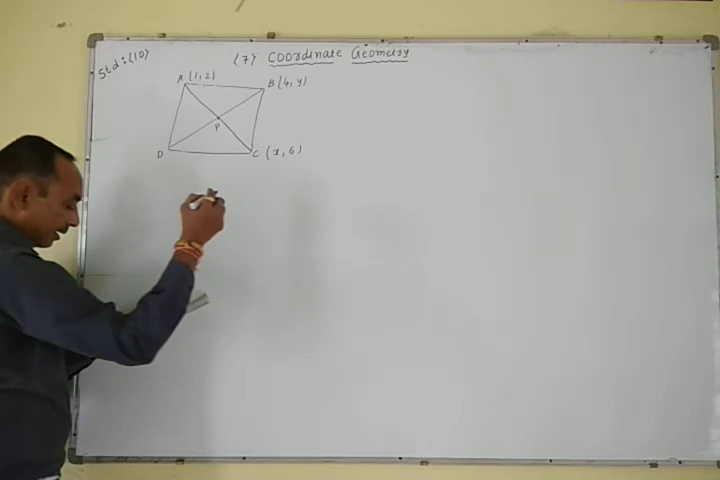 Std:(10)
(7) Coordinate Geometry
A (1,2)
B (4, y)
P
D
C (x, 6)